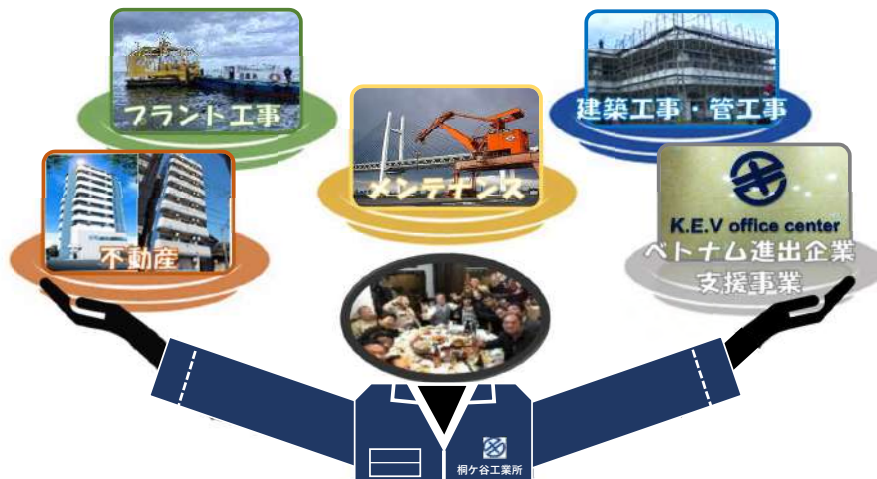 プラント工事
建築工事・管工事
メンテナンス
不動産
K.E.V office center
ベトナム進出企業
支援事業
桐ケ谷工業所